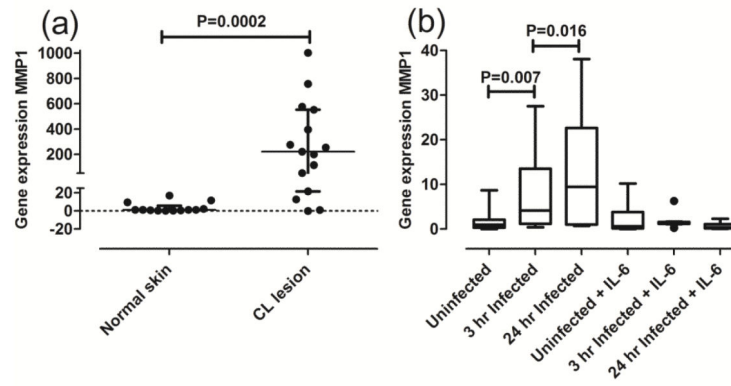 (a)
P=0.0002
Gene expression MMP1
1000
800
600
400
200
20
0
-20
Normal skin
CL lesion
(b)
P=0.016
P=0.007
Gene expression MMP1
40
30
20
10
0
Uninfected
3 hr Infected
24 hr Infected
Uninfected + IL-6
3 hr Infected + IL-6
24 hr Infected + IL-6